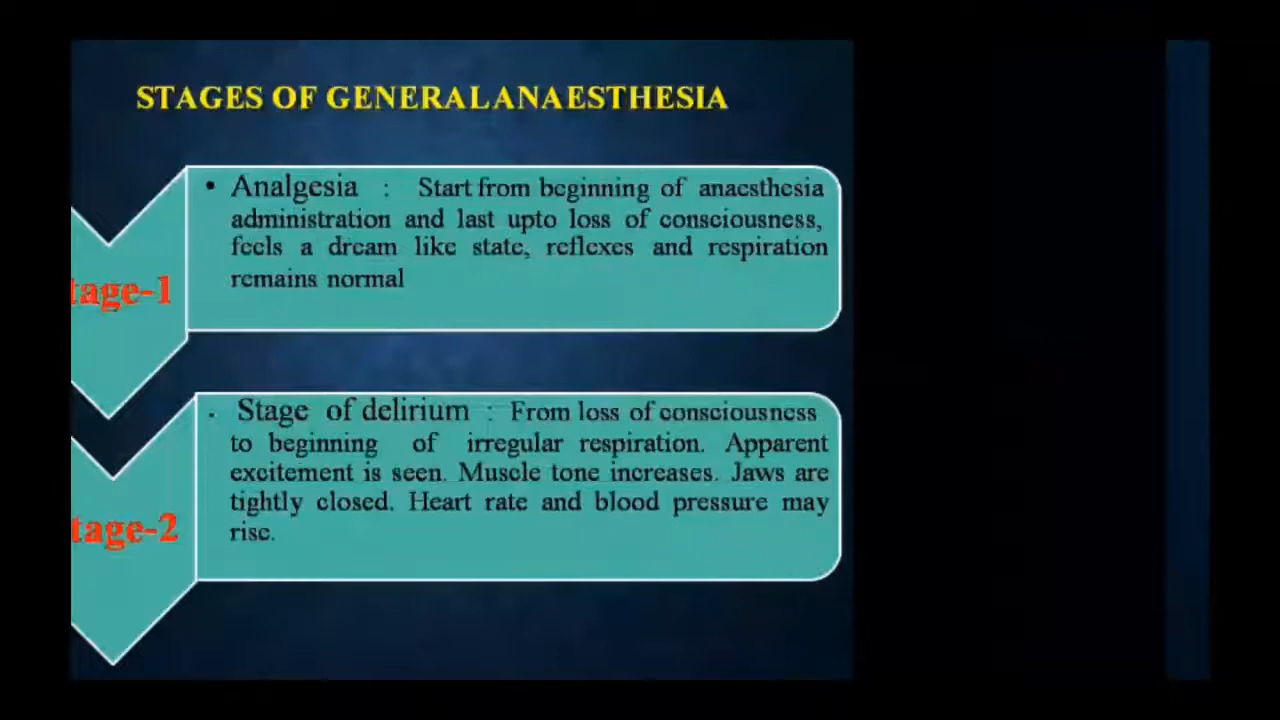 STAGES OF GENERALANAESTHESIA
• Analgesia : Start from beginning of anaesthesia
administration and last upto loss of consciousness,
feels a dream like state, reflexes and respiration
remains normal
tage-1
. Stage of delirium : From loss of consciousness
to beginning of irregular respiration. Apparent
excitement is seen. Muscle tone increases. Jaws are
tightly closed. Heart rate and blood pressure may
rise.
tage-2